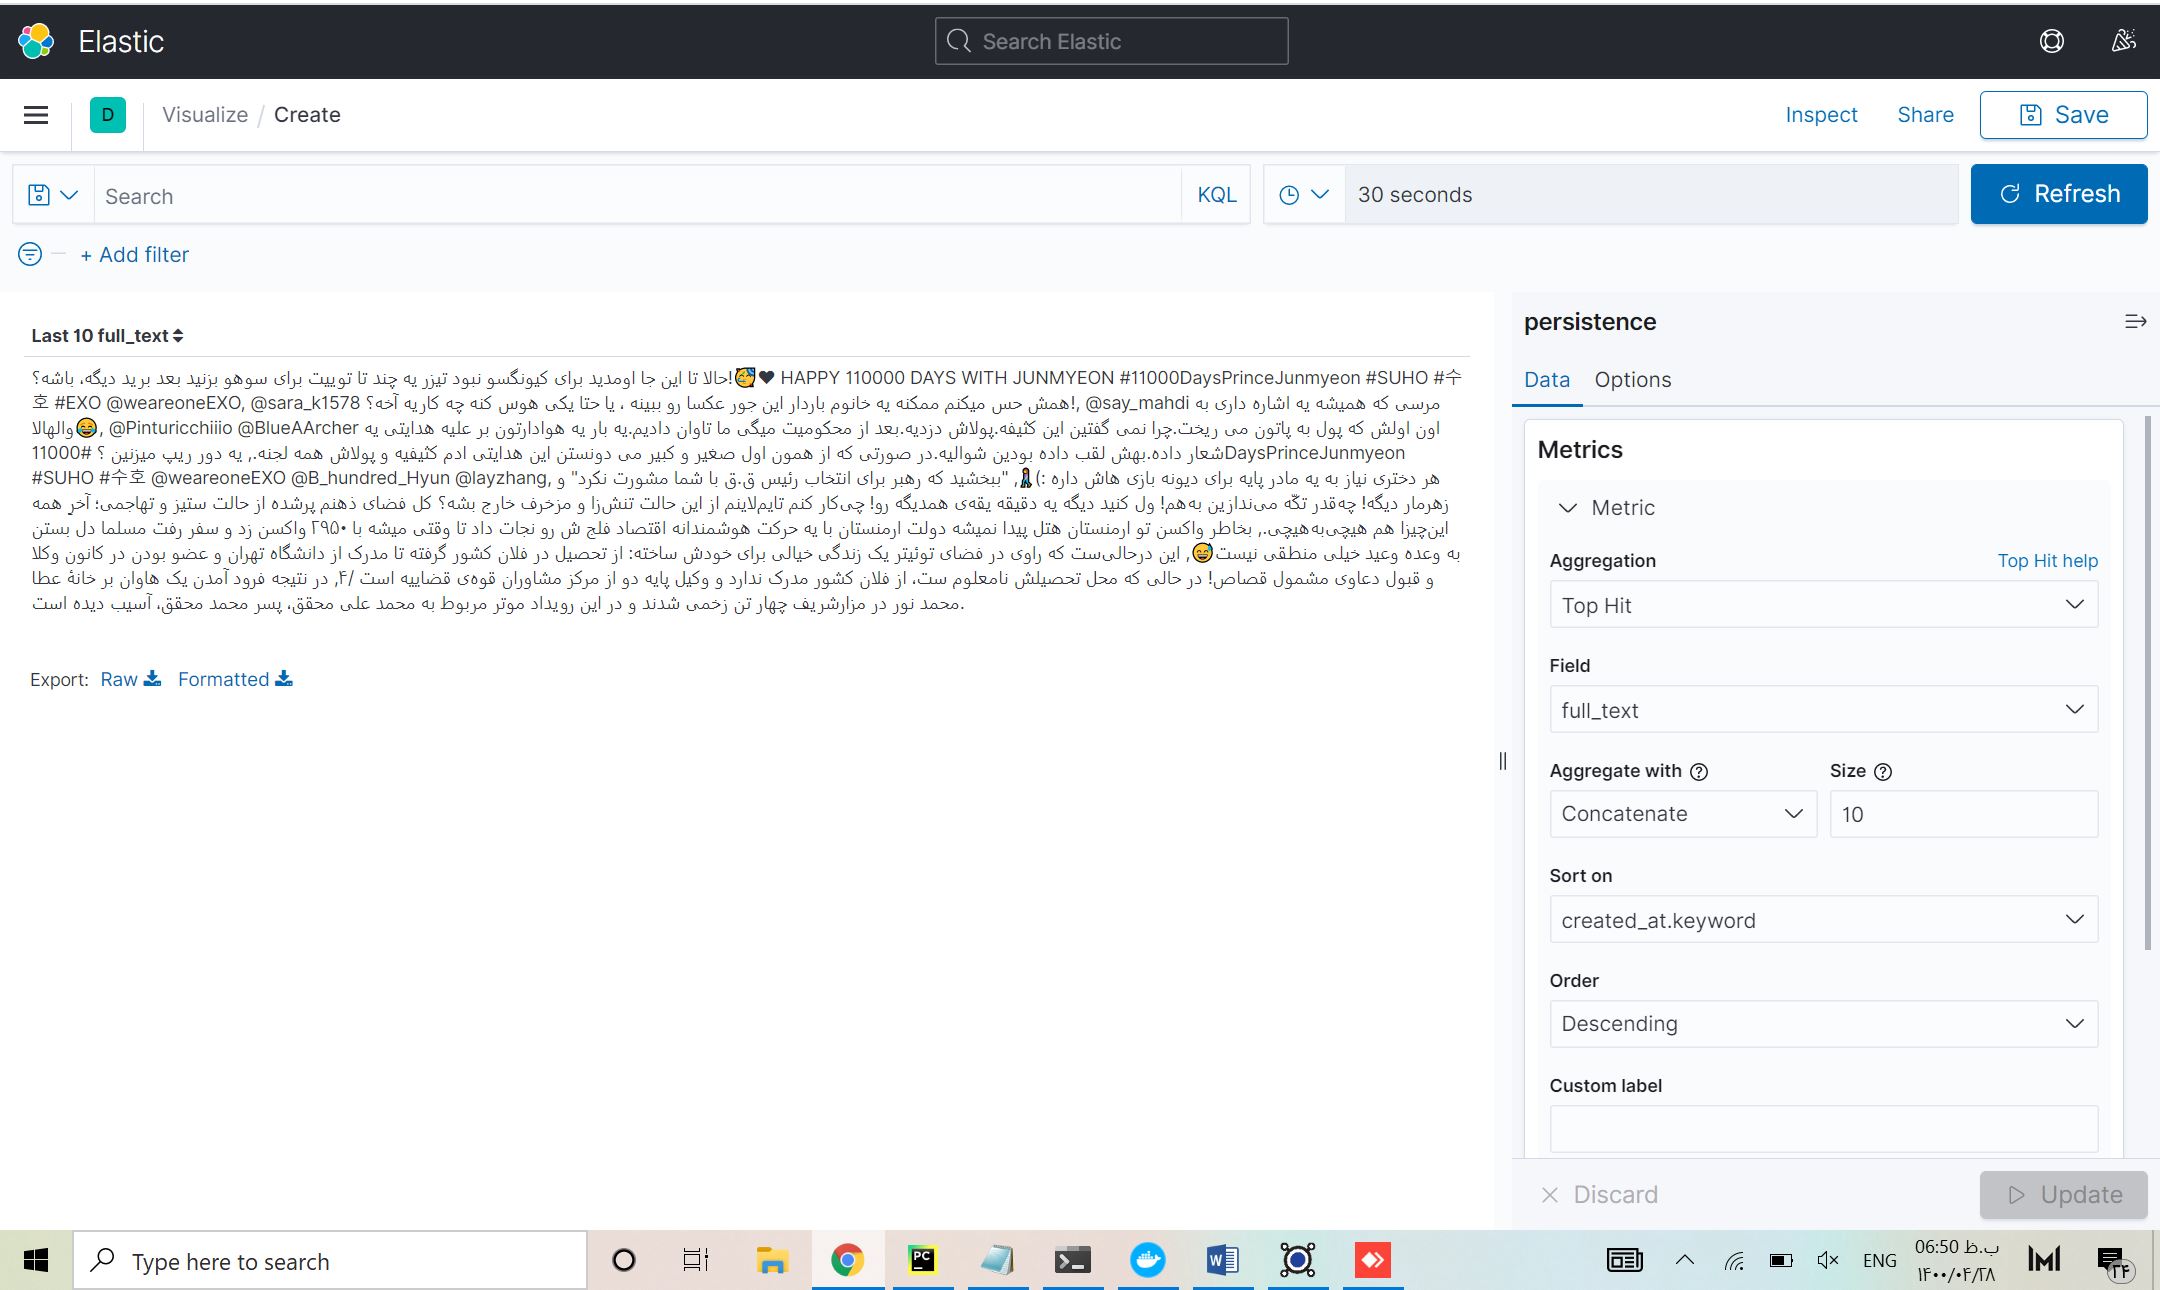 Elastic
Search Elastic
D
Visualize / Create
Inspect
Share
Save
Search
KQL
30 seconds
Refresh
+ Add filter
Last 10 full_text
حالا تا این جا اومدید برای کیونگسو نبود تیزر یه چند تا توییت برای سوهو بزنید بعد برید دیگه، باشه؟!🥳❤ HAPPY 110000 DAYS WITH JUNMYEON #11000DaysPrinceJunmyeon #SUHO #수
호 #EXO @weareoneEXO, @sara_k1578 همش حس میکنم ممکنه یه خانوم باردار این جور عکسا رو ببینه ، یا حتا یکی هوس کنه چه کاریه آخه؟!, @say_mahdi مرسی که همیشه یه اشاره داری به
والهالا😂, @Pinturicchiiio @BlueAArcher اون اولش که پول به پاتون می ریخت.چرا نمی گفتین این کثیفه.پولاش دزدیه.بعد از محکومیت میگی ما تاوان دادیم.یه بار یه هوادارتون بر علیه هدایتی یه
شعار داده.بهش لقب داده بودین شوالیه.در صورتی که از همون اول صغیر و کبیر می دونستن این هدایتی ادم کثیفیه و پولاش همه لجنه., یه دور ریپ میزنین ؟ #11000DaysPrinceJunmyeon
#SUHO #수호 @weareoneEXO @B_hundred_Hyun @layzhang, هر دختری نیاز به یه مادر پایه برای دیونه بازی هاش داره :), "ببخشید که رهبر برای انتخاب رئیس ق.ق با شما مشورت نکرد" و
زهرمار دیگه! چه‌قدر تکّه می‌ندازین به‌هم! ول کنید دیگه یه دقیقه یقه‌ی همدیگه رو! چی‌کار کنم تایم‌لاینم از این حالت تنش‌زا و مزخرف خارج بشه؟ کل فضای ذهنم پرشده از حالت ستیز و تهاجمی؛ آخرِ همه
این‌چیزا هم هیچی‌به‌هیچی., بخاطر واکسن تو ارمنستان هتل پیدا نمیشه دولت ارمنستان با یه حرکت هوشمندانه اقتصاد فلج ش رو نجات داد تا وقتی میشه با ۲۹۵۰ واکسن زد و سفر رفت مسلما دل بستن
به وعده وعید خیلی منطقی نیست😅, این درحالی‌ست که راوی در فضای توئیتر یک زندگی خیالی برای خودش ساخته: از تحصیل در فلان کشور گرفته تا مدرک از دانشگاه تهران و عضو بودن در کانون وکلا
و قبول دعاوی مشمول قصاص! در حالی که محل تحصیلش نامعلوم ست، از فلان کشور مدرک ندارد و وکیل پایه دو از مرکز مشاوران قوه‌ی قضاییه است /۴, در نتیجه فرود آمدن یک هاوان بر خانهٔ عطا
محمد نور در مزارشریف چهار تن زخمی شدند و در این رویداد موتر مربوط به محمد علی محقق، پسر محمد محقق، آسیب دیده است.
Export: Raw Formatted
persistence
Data
Options
Metrics
Metric
Aggregation
Top Hit help
Top Hit
Field
full_text
Aggregate with
Size
Concatenate
10
Sort on
created_at.keyword
Order
Descending
Custom label
Discard
Update
Type here to search
PC
W
ENG
06:50 ب.ظ
۱۴۰۰/۰۴/۲۸
۲۴